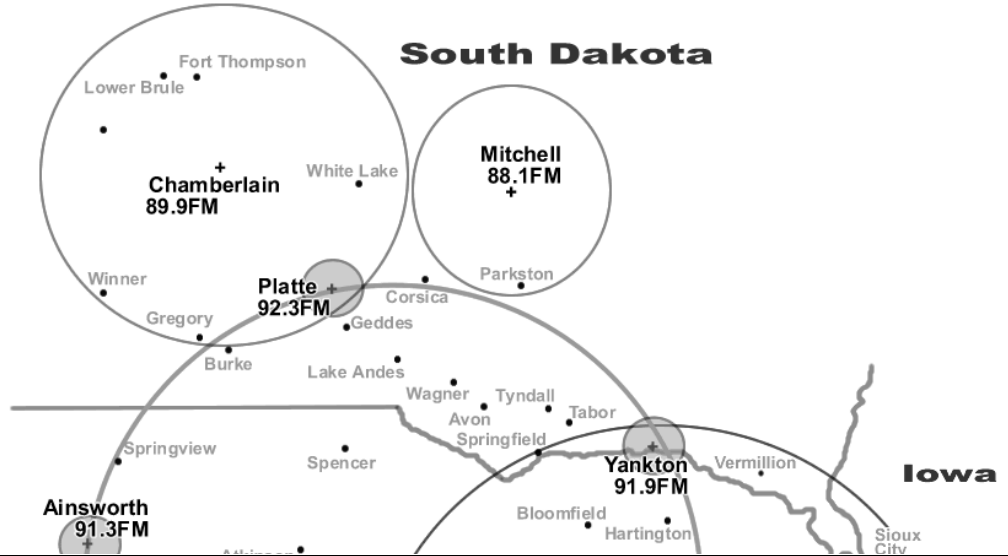 South Dakota
Fort Thompson
Lower Brule
Mitchell
88.1FM
White Lake
Chamberlain
89.9FM
Winner
Platte
92.3FM
Parkston
Corsica
Gregory
Geddes
Burke
Lake Andes
Wagner
Tyndall
Avon
Tabor
Springfield
Springview
Spencer
Yankton
91.9FM
Vermillion
Iowa
Ainsworth
91.3FM
Bloomfield
Hartington
Sioux
City
Atkinson